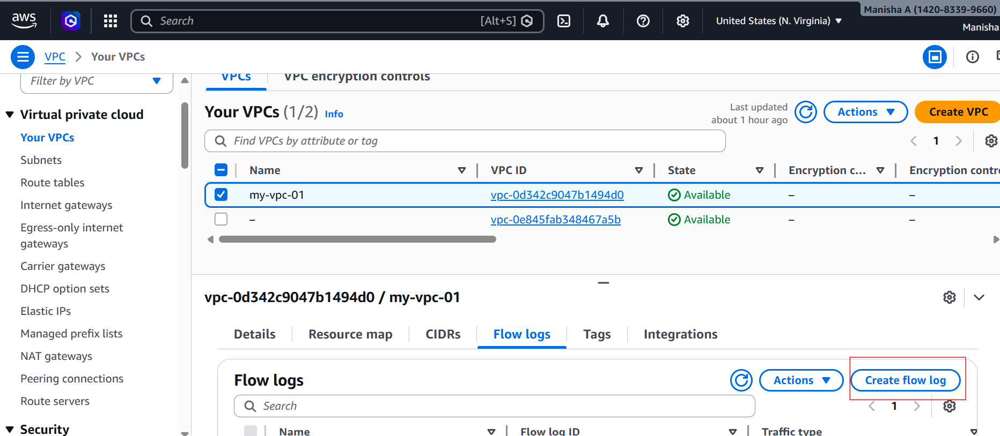 aws
Search [Alt+S]
United States (N. Virginia)
Manisha A (1420-8339-9660)
Manisha
VPC
Your VPCs
Filter by VPC
Virtual private cloud
Your VPCs
Subnets
Route tables
Internet gateways
Egress-only internet
gateways
Carrier gateways
DHCP option sets
Elastic IPs
Managed prefix lists
NAT gateways
Peering connections
Route servers
Security
VPCs
VPC encryption controls
Your VPCs (1/2) Info
Last updated
about 1 hour ago
Actions
Create VPC
Find VPCs by attribute or tag
1
Name VPC ID State Encryption c... Encryption contr
my-vpc-01 vpc-0d342c9047b1494d0 Available – –
– vpc-0e845fab348467a5b Available – –
vpc-0d342c9047b1494d0 / my-vpc-01
Details Resource map CIDRs Flow logs Tags Integrations
Flow logs
Actions
Create flow log
Search
1
Name Flow log ID Traffic type